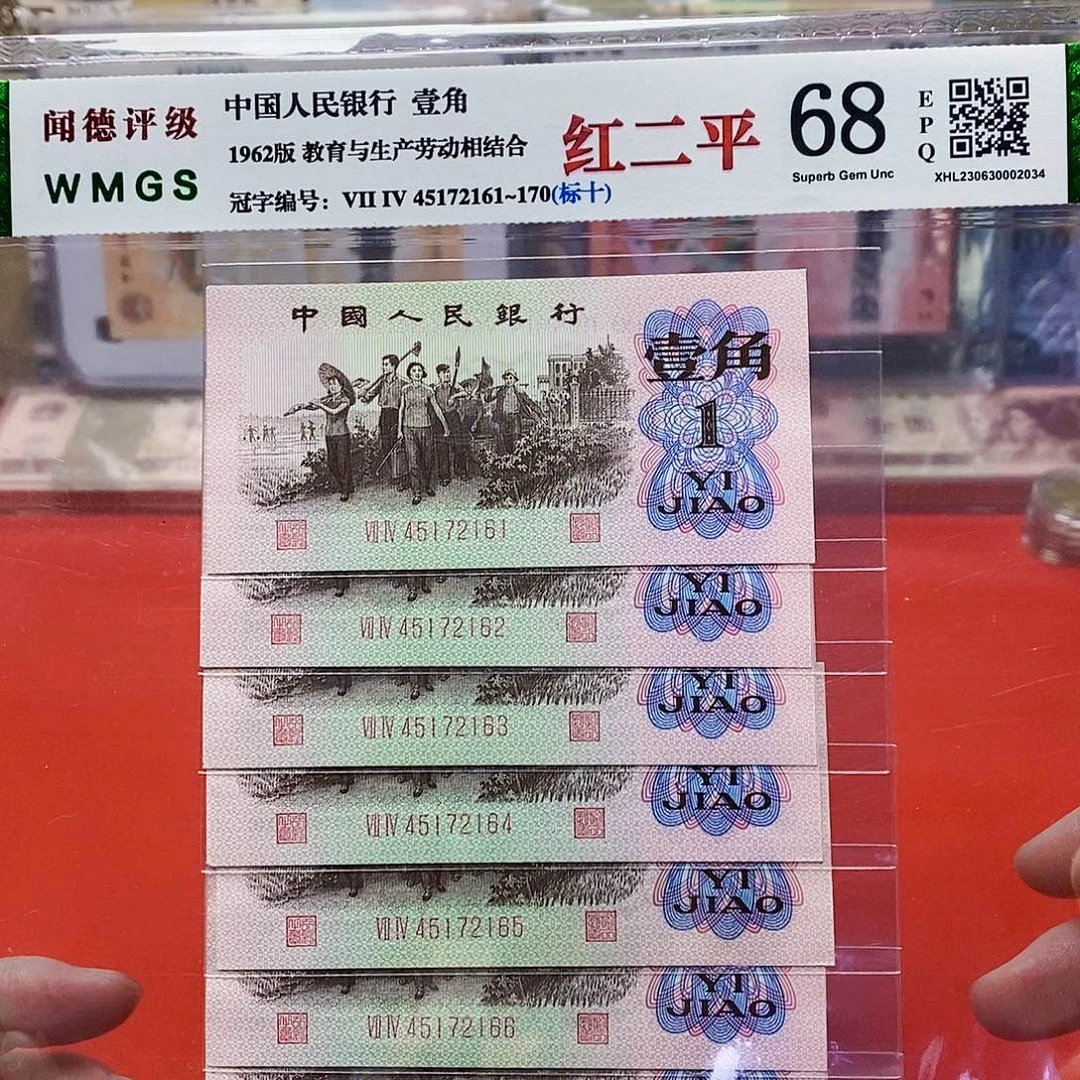 闻德评级
WMGS
中国人民银行 壹角
1962版 教育与生产劳动相结合
冠字编号: VII IV 45172161~170(标十)
红二平
68
Superb Gem Unc
EPQ
XHL230630002034
中國人民銀行
壹角
1
YI
JIAO
VII IV 45172161
YI
JIAO
VII IV 45172162
YI
JIAO
VII IV 45172163
YI
JIAO
VII IV 45172164
YI
JIAO
VII IV 45172165
YI
JIAO
VII IV 45172166